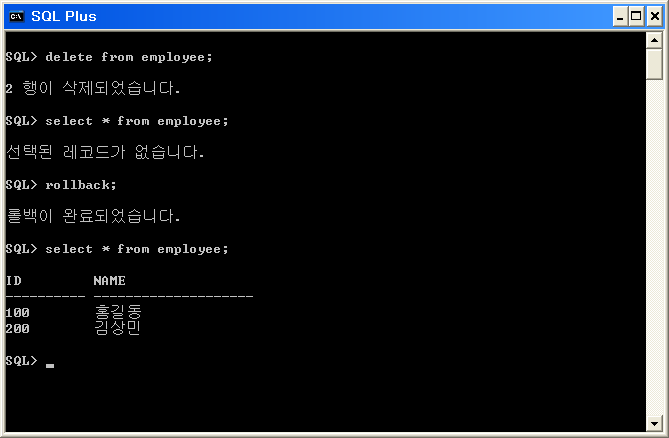 SQL Plus
SQL> delete from employee;
2 행이 삭제되었습니다.
SQL> select * from employee;
선택된 레코드가 없습니다.
SQL> rollback;
롤백이 완료되었습니다.
SQL> select * from employee;
ID NAME
---------- --------------------
100 홍길동
200 김상민
SQL> _